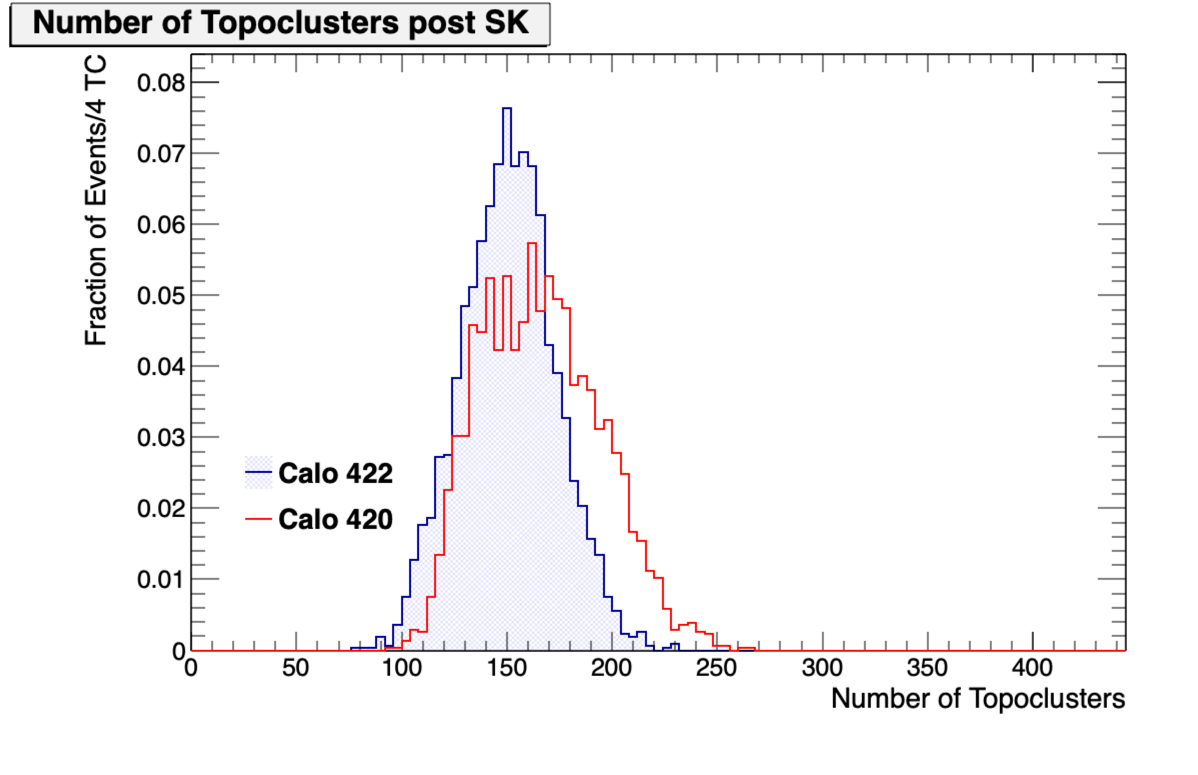 Number of Topoclusters post SK
Fraction of Events/4 TC
0.08
0.07
0.06
0.05
0.04
0.03
0.02
0.01
0
Calo 422
Calo 420
0 50 100 150 200 250 300 350 400
Number of Topoclusters